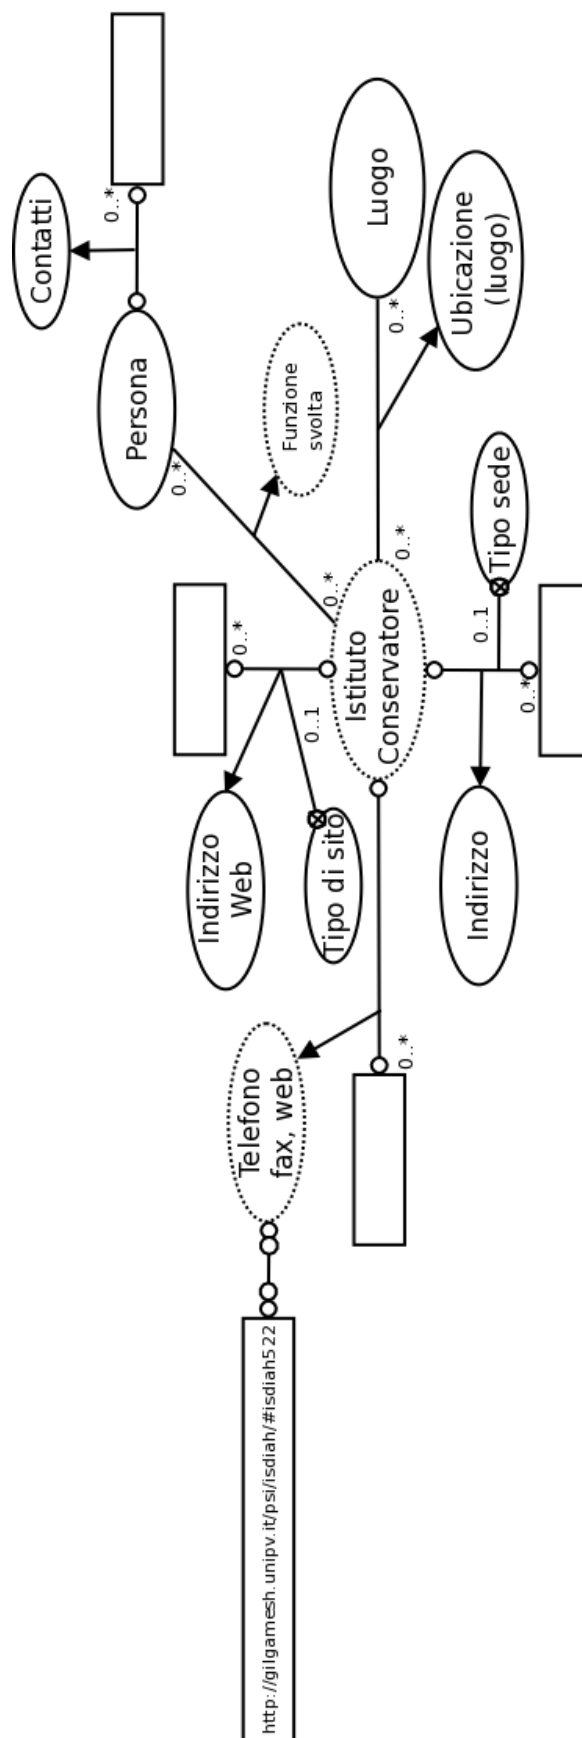 Contatti
0..*
Persona
0..*
Funzione
svolta
Luogo
0..*
Ubicazione
(luogo)
0..*
0..*
0..*
Istituto
Conservatore
Tipo sede
0..1
0..*
0..1
Indirizzo
Web
Tipo di sito
Indirizzo
0..*
Telefono
fax, web
http://gilgamesh.unipv.it/psi/isdiah/#isdiah522